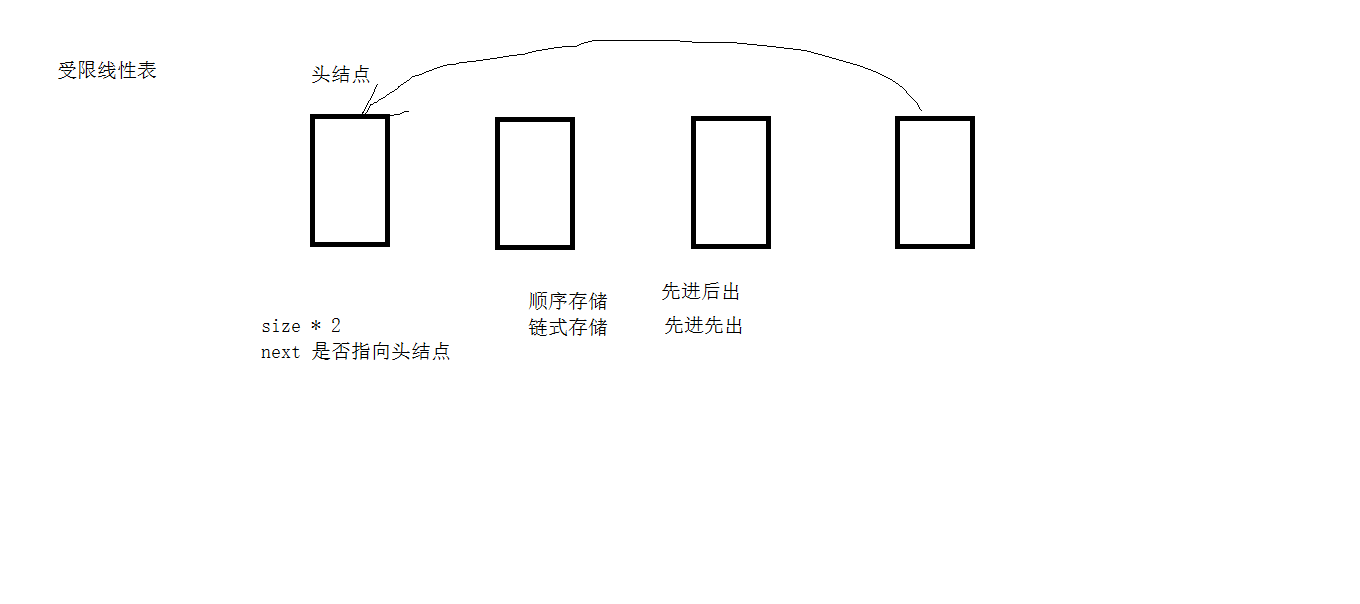 受限线性表
头结点
顺序存储
链式存储
先进后出
先进先出
size * 2
next 是否指向头结点